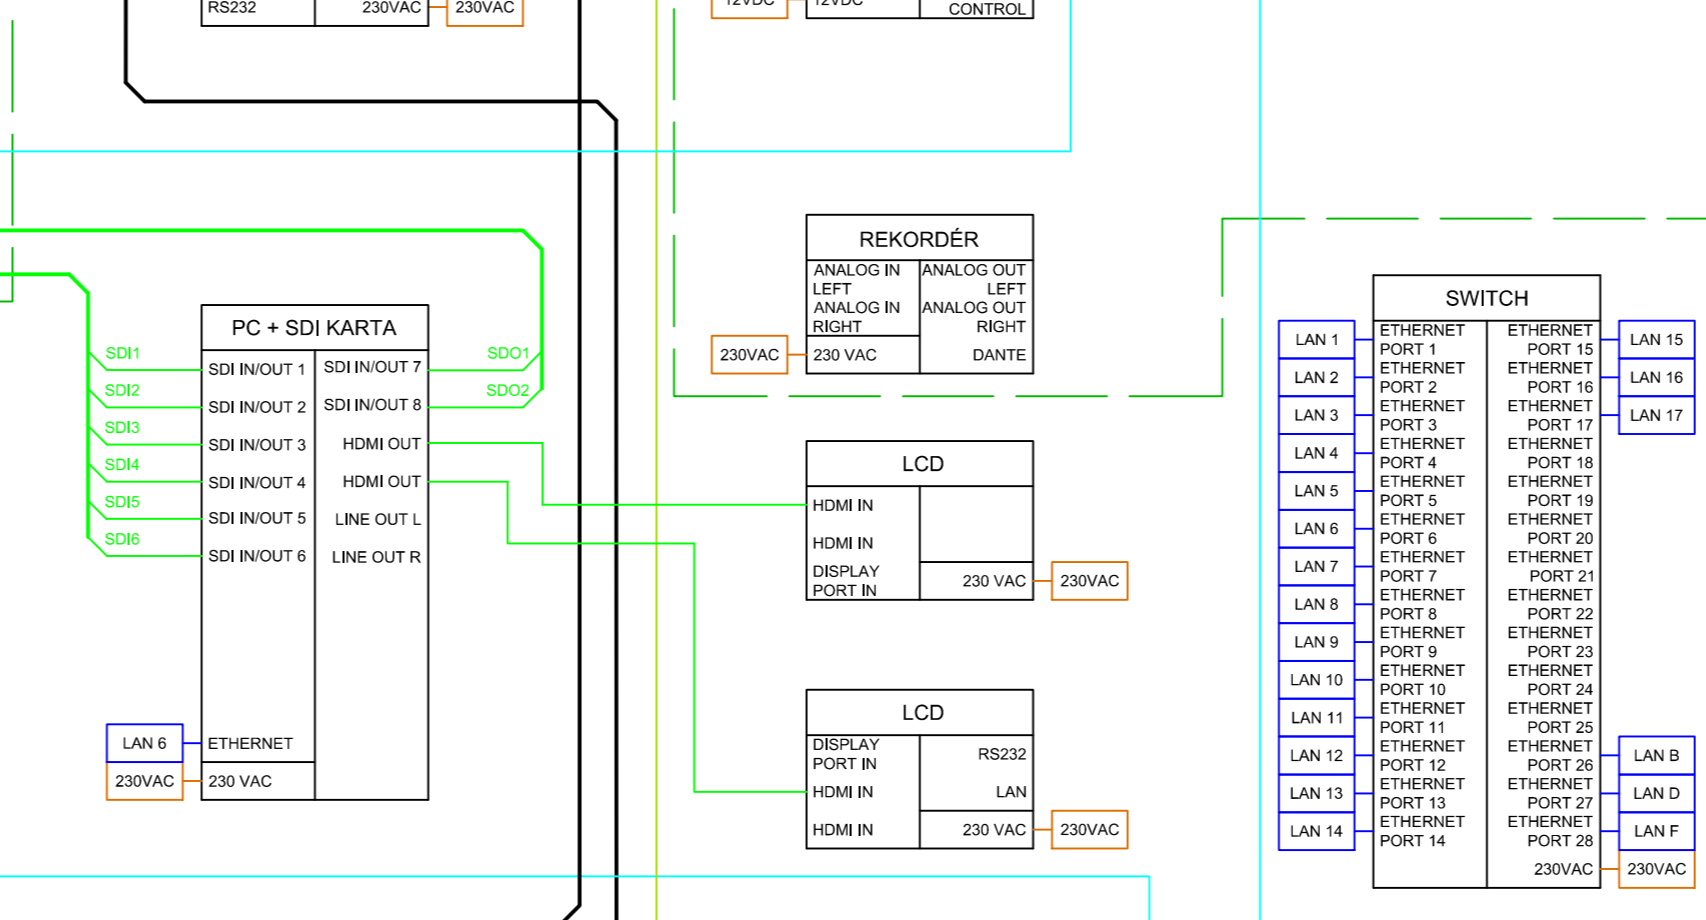 RS232
230VAC
230VAC
12VDC
12VDC
CONTROL
REKORDÉR
ANALOG IN
LEFT
ANALOG IN
RIGHT
ANALOG OUT
LEFT
ANALOG OUT
RIGHT
230VAC
230 VAC
DANTE
PC + SDI KARTA
SDI1
SDI IN/OUT 1
SDI2
SDI IN/OUT 2
SDI3
SDI IN/OUT 3
SDI4
SDI IN/OUT 4
SDI5
SDI IN/OUT 5
SDI6
SDI IN/OUT 6
SDI IN/OUT 7
SDO1
SDI IN/OUT 8
SDO2
HDMI OUT
HDMI OUT
LINE OUT L
LINE OUT R
LAN 6
ETHERNET
230VAC
230 VAC
LCD
HDMI IN
HDMI IN
DISPLAY
PORT IN
230 VAC
230VAC
LCD
DISPLAY
PORT IN
HDMI IN
HDMI IN
RS232
LAN
230 VAC
230VAC
SWITCH
LAN 1
ETHERNET
PORT 1
LAN 2
ETHERNET
PORT 2
LAN 3
ETHERNET
PORT 3
LAN 4
ETHERNET
PORT 4
LAN 5
ETHERNET
PORT 5
LAN 6
ETHERNET
PORT 6
LAN 7
ETHERNET
PORT 7
LAN 8
ETHERNET
PORT 8
LAN 9
ETHERNET
PORT 9
LAN 10
ETHERNET
PORT 10
LAN 11
ETHERNET
PORT 11
LAN 12
ETHERNET
PORT 12
LAN 13
ETHERNET
PORT 13
LAN 14
ETHERNET
PORT 14
ETHERNET
PORT 15
LAN 15
ETHERNET
PORT 16
LAN 16
ETHERNET
PORT 17
LAN 17
ETHERNET
PORT 18
ETHERNET
PORT 19
ETHERNET
PORT 20
ETHERNET
PORT 21
ETHERNET
PORT 22
ETHERNET
PORT 23
ETHERNET
PORT 24
ETHERNET
PORT 25
ETHERNET
PORT 26
LAN B
ETHERNET
PORT 27
LAN D
ETHERNET
PORT 28
LAN F
230VAC
230VAC